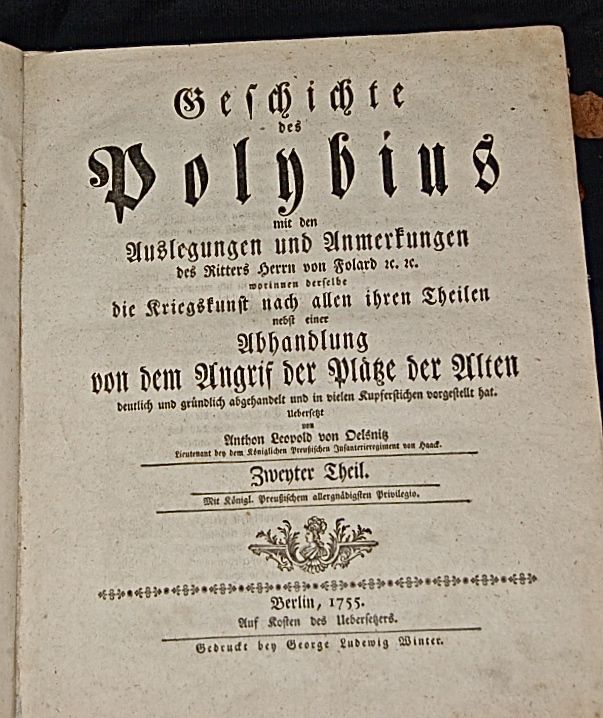 Geschichte
des
Polybius
mit den
Auslegungen und Anmerkungen
des Ritters Herrn von Folard ꝛc. ꝛc.
worinnen derselbe
die Kriegskunst nach allen ihren Theilen
nebst einer
Abhandlung
von dem Angrif der Plätze der Alten
deutlich und gründlich abgehandelt und in vielen Kupferstichen vorgestellt hat.
Uebersetzt
von
Anthon Leopold von Oelsnitz
Lieutenant bey dem Königlichen Preußischen Infanterieregiment von Haack.
Zweyter Theil.
Mit Königl. Preußischem allergnädigsten Privilegio.
Berlin, 1755.
Auf Kosten des Uebersetzers.
Gedruckt bey George Ludewig Winter.